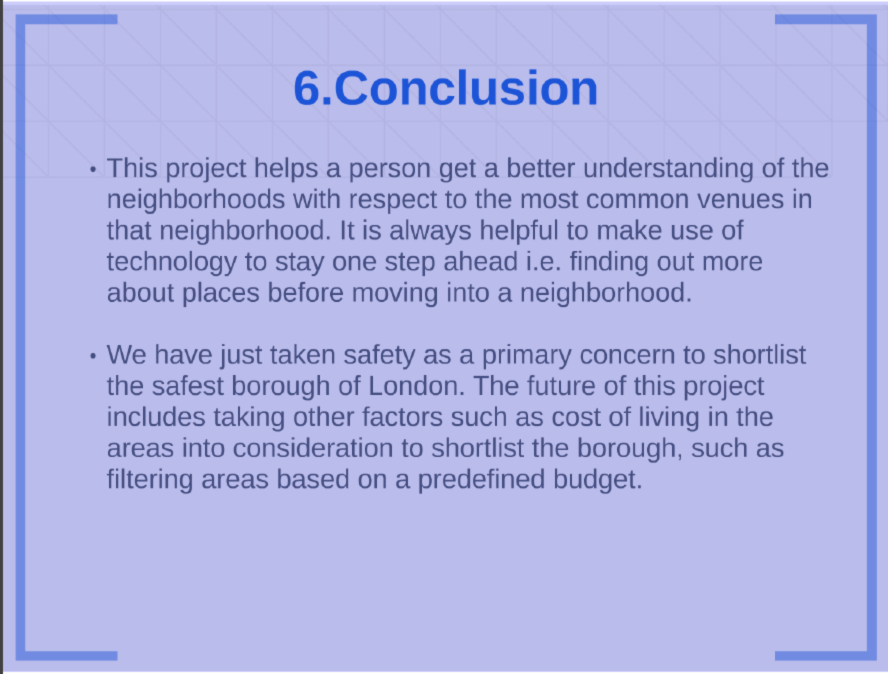 6.Conclusion
• This project helps a person get a better understanding of the
neighborhoods with respect to the most common venues in
that neighborhood. It is always helpful to make use of
technology to stay one step ahead i.e. finding out more
about places before moving into a neighborhood.
• We have just taken safety as a primary concern to shortlist
the safest borough of London. The future of this project
includes taking other factors such as cost of living in the
areas into consideration to shortlist the borough, such as
filtering areas based on a predefined budget.